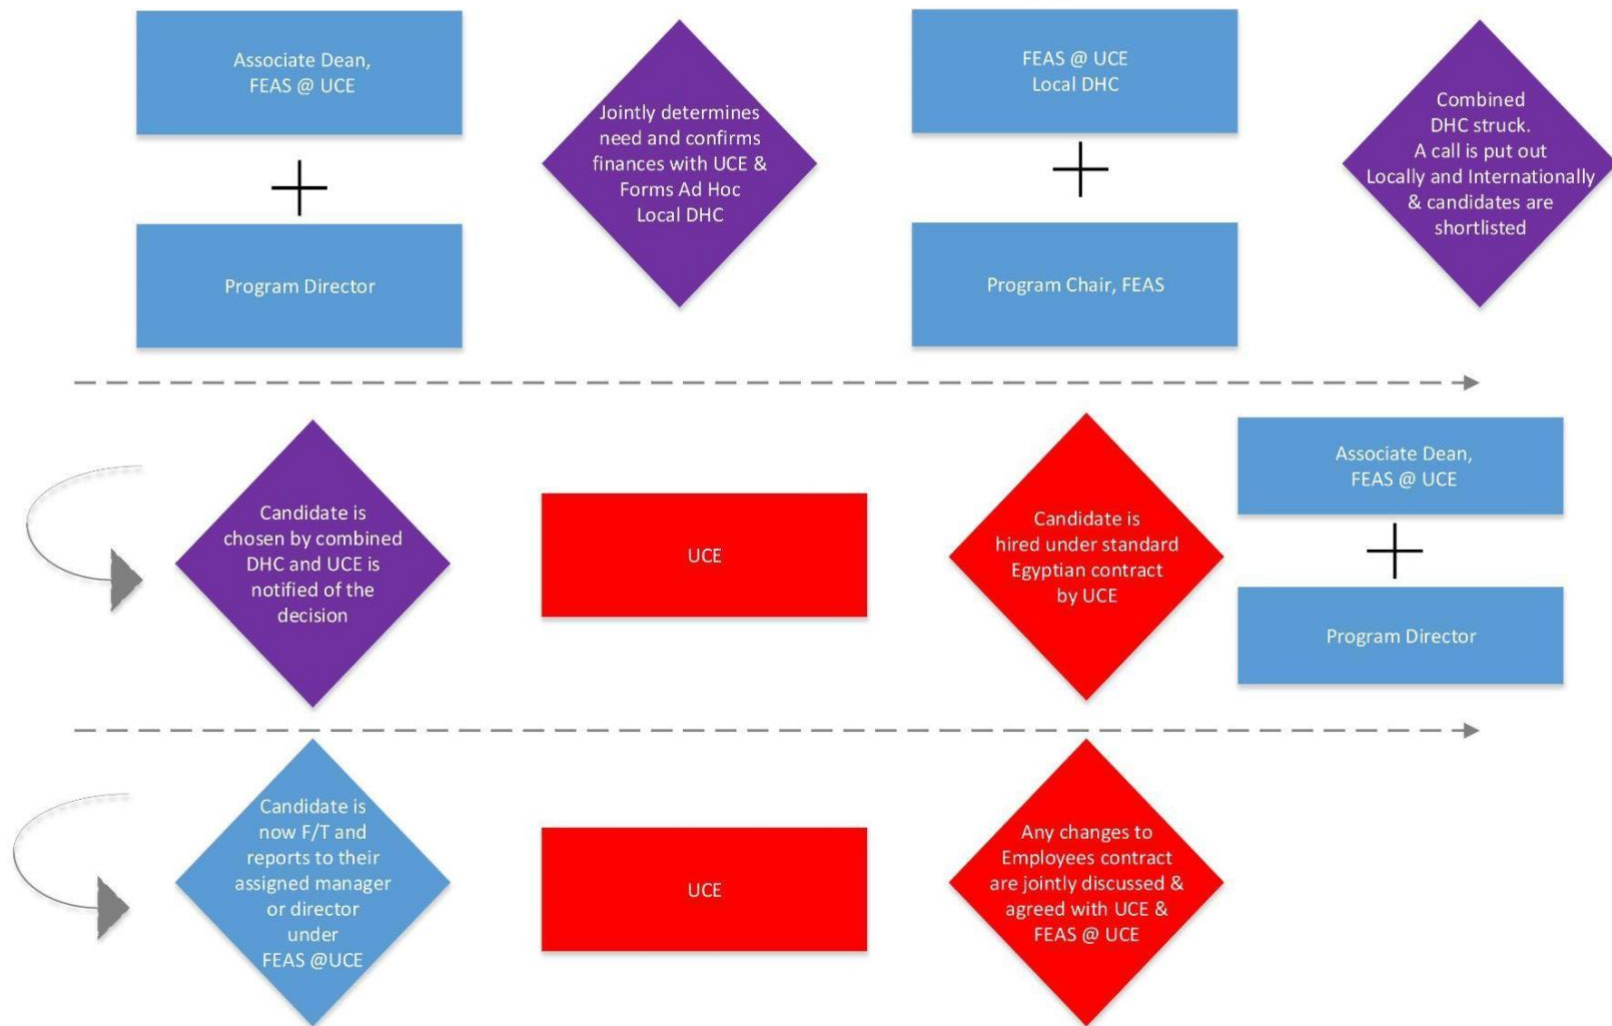 Associate Dean,
FEAS @ UCE
Program Director
Jointly determines
need and confirms
finances with UCE &
Forms Ad Hoc
Local DHC
FEAS @ UCE
Local DHC
Program Chair, FEAS
Combined
DHC struck.
A call is put out
Locally and Internationally
& candidates are
shortlisted
Candidate is
chosen by combined
DHC and UCE is
notified of the
decision
UCE
Candidate is
hired under standard
Egyptian contract
by UCE
Associate Dean,
FEAS @ UCE
Program Director
Candidate is
now F/T and
reports to their
assigned manager
or director
under
FEAS @UCE
UCE
Any changes to
Employees contract
are jointly discussed &
agreed with UCE &
FEAS @ UCE